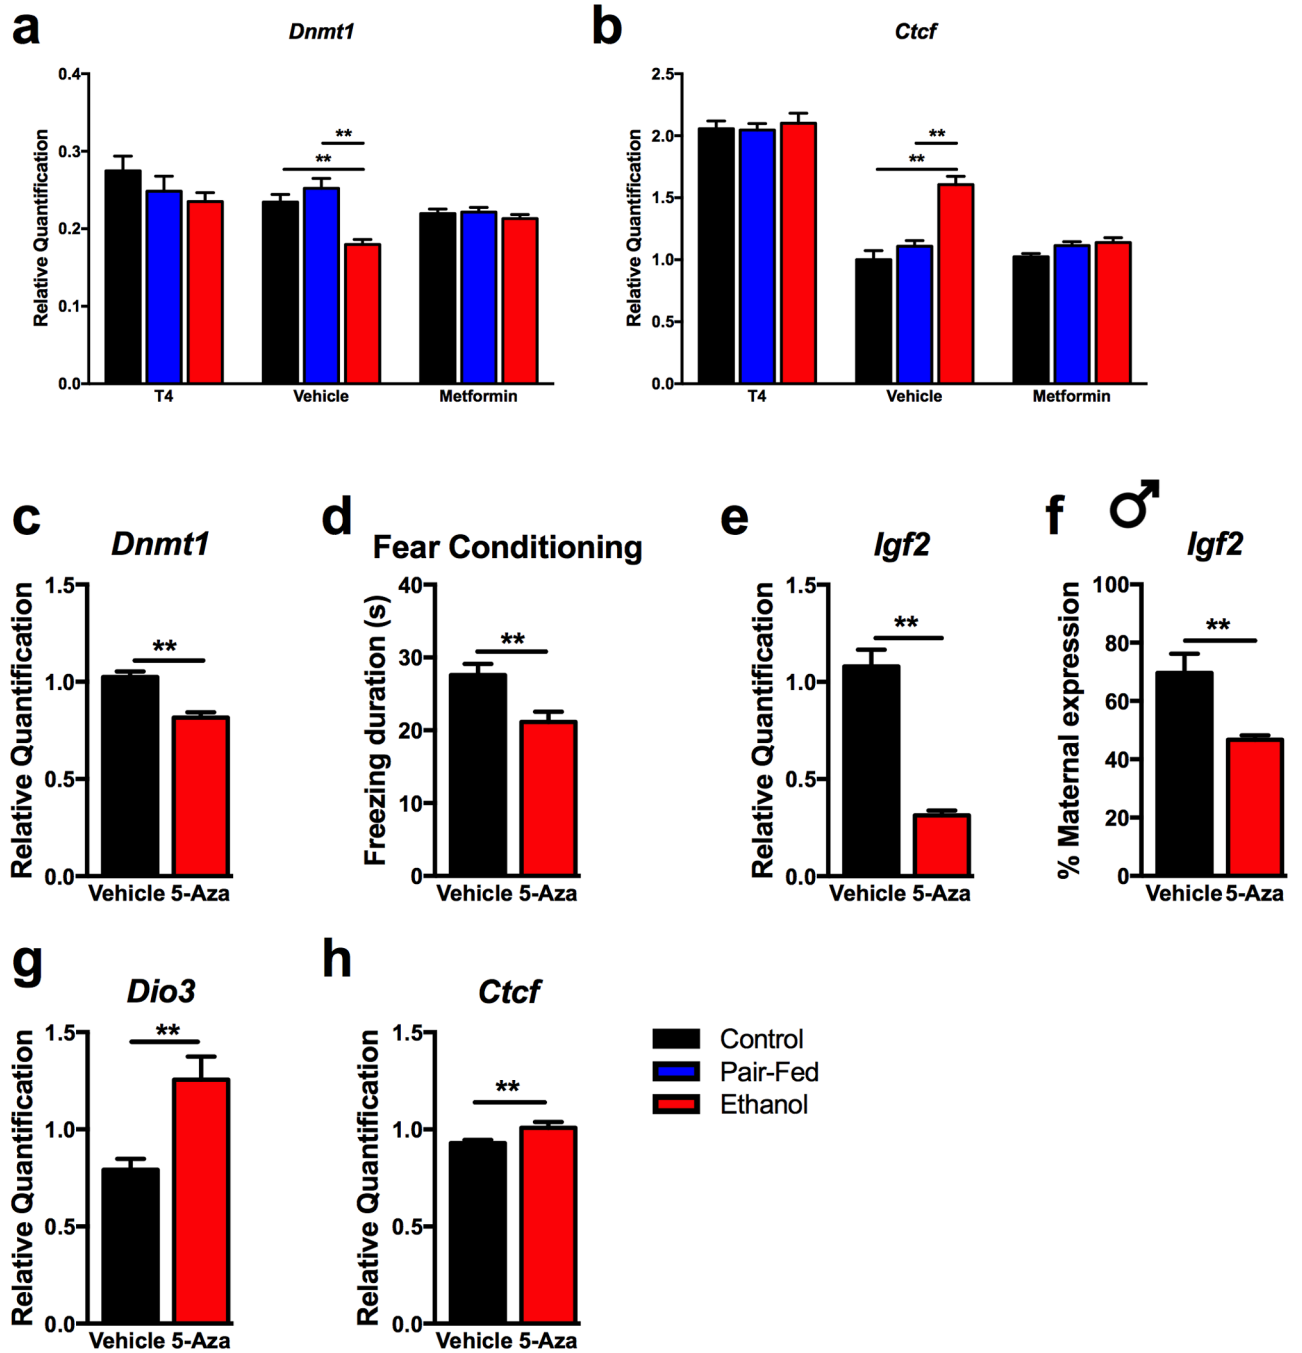 a
Dnmt1
Relative Quantification
0.4
0.3
0.2
0.1
0.0
**
**
T4 Vehicle Metformin
b
Ctcf
Relative Quantification
2.5
2.0
1.5
1.0
0.5
0.0
**
**
T4 Vehicle Metformin
c
Dnmt1
Relative Quantification
1.5
1.0
0.5
0.0
**
Vehicle 5-Aza
d
Fear Conditioning
Freezing duration (s)
40
30
20
10
0
**
Vehicle 5-Aza
e
Igf2
Relative Quantification
1.5
1.0
0.5
0.0
**
Vehicle 5-Aza
f ♂
Igf2
% Maternal expression
100
80
60
40
20
0
**
Vehicle 5-Aza
g
Dio3
Relative Quantification
1.5
1.0
0.5
0.0
**
Vehicle 5-Aza
h
Ctcf
Relative Quantification
1.5
1.0
0.5
0.0
**
Vehicle 5-Aza
Control
Pair-Fed
Ethanol